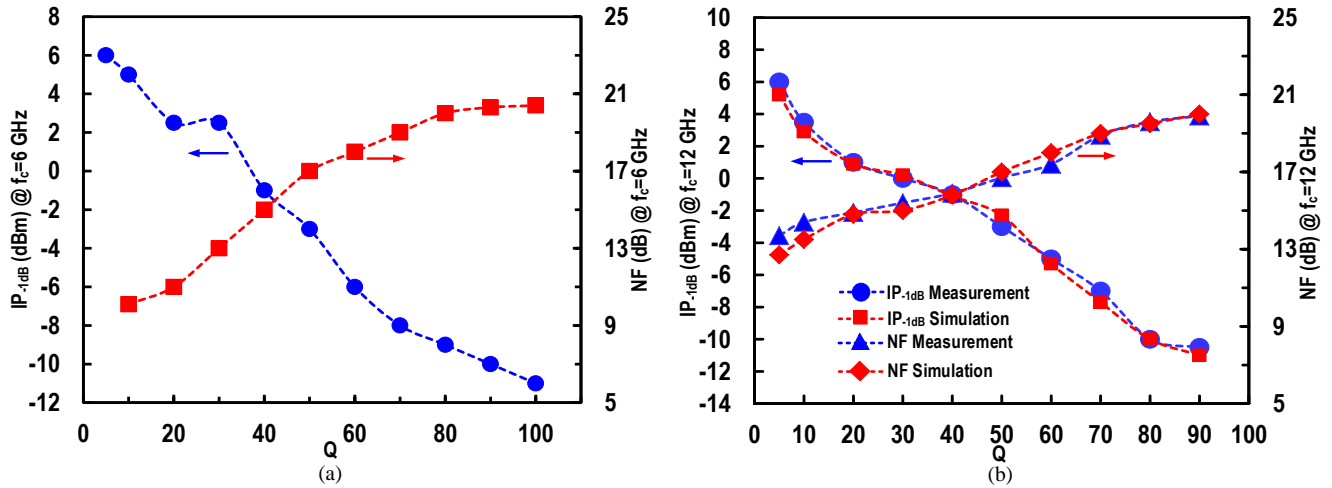 8
6
4
2
0
-2
-4
-6
-8
-10
-12
IP-1dB (dBm) @ fc=6 GHz
25
21
17
13
9
5
NF (dB) @ fc=6 GHz
0 20 40 60 80 100
Q
(a)
10
8
6
4
2
0
-2
-4
-6
-8
-10
-12
-14
IP-1dB (dBm) @ fc=12 GHz
25
21
17
13
9
5
NF (dB) @ fc=12 GHz
IP-1dB Measurement
IP-1dB Simulation
NF Measurement
NF Simulation
0 10 20 30 40 50 60 70 80 90 100
Q
(b)